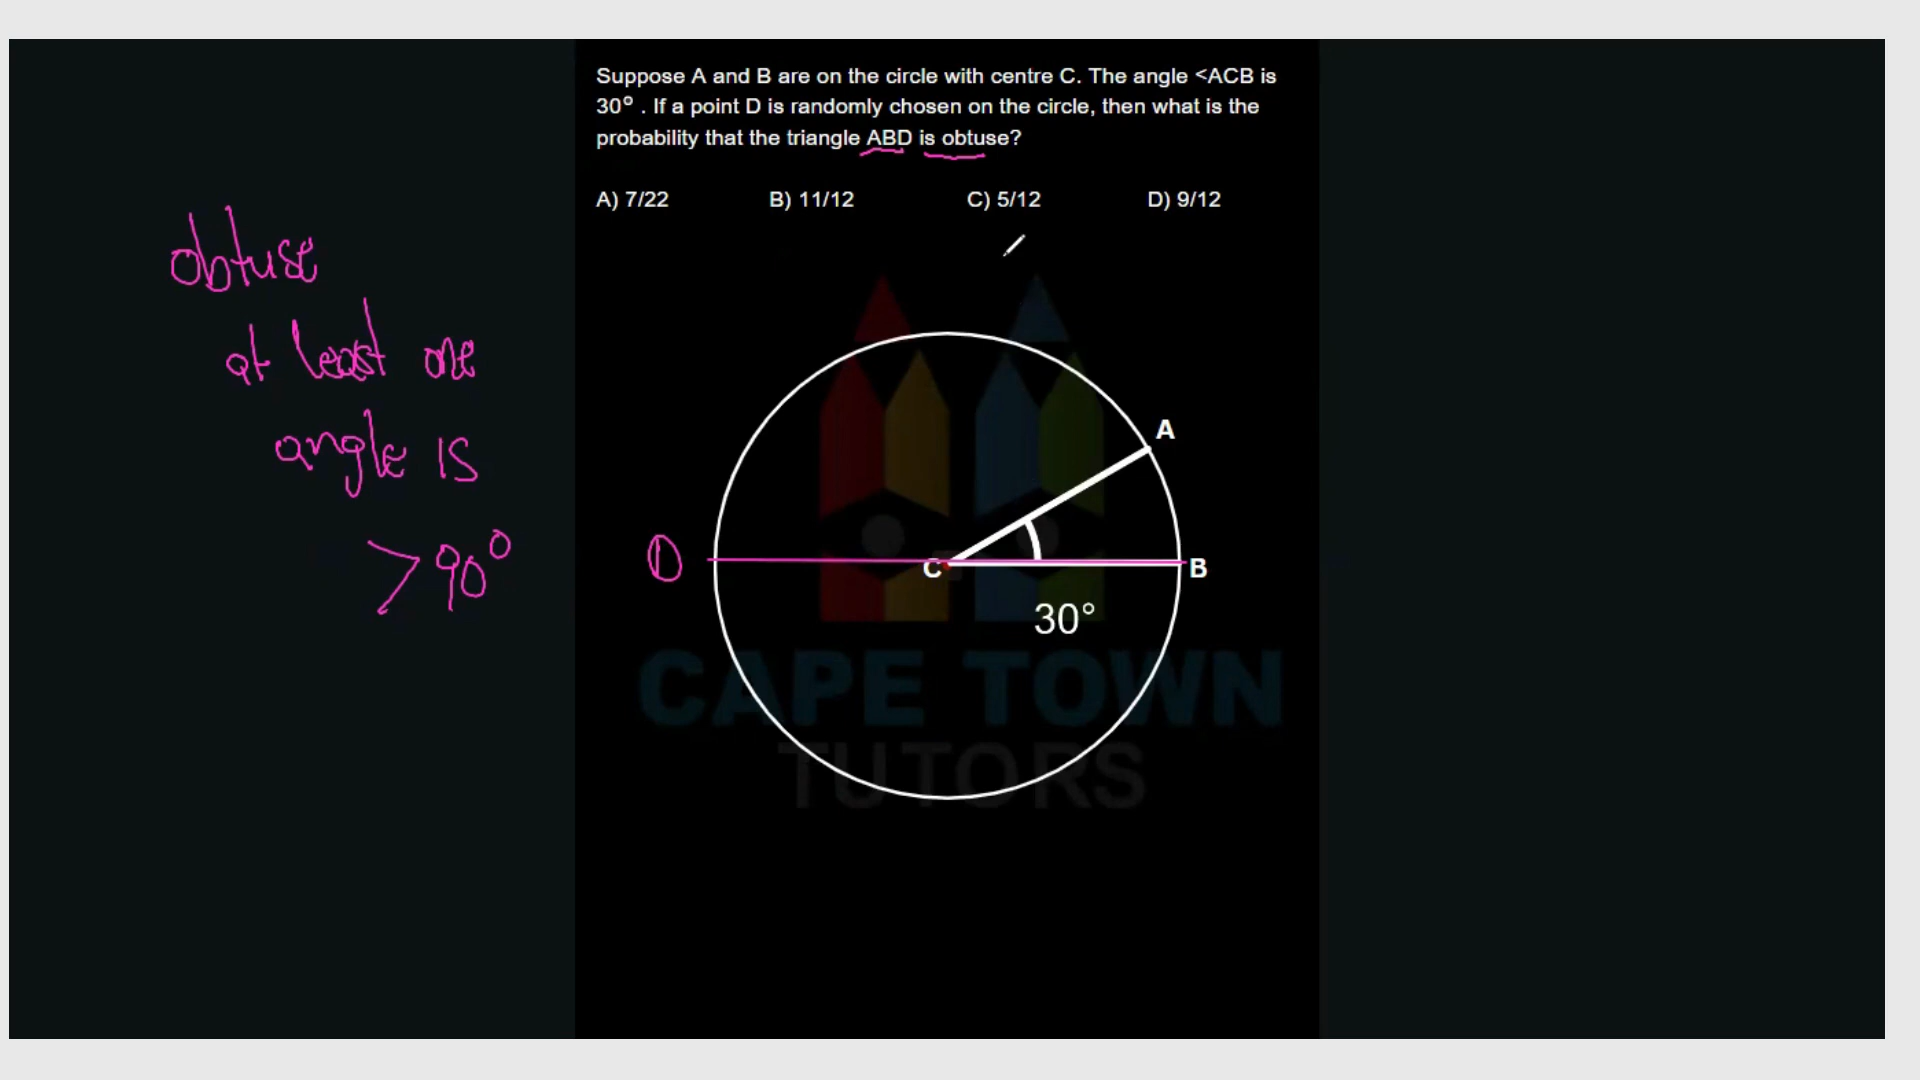 Suppose A and B are on the circle with centre C. The angle <ACB is
30° . If a point D is randomly chosen on the circle, then what is the
probability that the triangle ABD is obtuse?
A) 7/22 B) 11/12 C) 5/12 D) 9/12
obtuse
at least one
angle is
> 90°
A
D
C
B
30°
CAPE TOWN
TUTORS